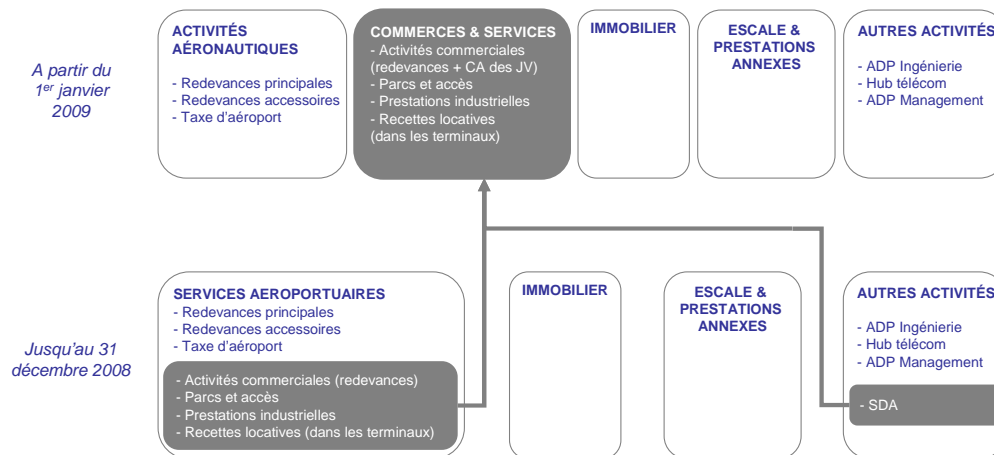 A partir du
1er janvier
2009
ACTIVITÉS
AÉRONAUTIQUES
- Redevances principales
- Redevances accessoires
- Taxe d'aéroport
COMMERCES & SERVICES
- Activités commerciales
(redevances + CA des JV)
- Parcs et accès
- Prestations industrielles
- Recettes locatives
(dans les terminaux)
IMMOBILIER
ESCALE &
PRESTATIONS
ANNEXES
AUTRES ACTIVITÉS
- ADP Ingénierie
- Hub télécom
- ADP Management
Jusqu'au 31
décembre 2008
SERVICES AEROPORTUAIRES
- Redevances principales
- Redevances accessoires
- Taxe d'aéroport
- Activités commerciales (redevances)
- Parcs et accès
- Prestations industrielles
- Recettes locatives (dans les terminaux)
IMMOBILIER
ESCALE &
PRESTATIONS
ANNEXES
AUTRES ACTIVITÉS
- ADP Ingénierie
- Hub télécom
- ADP Management
- SDA